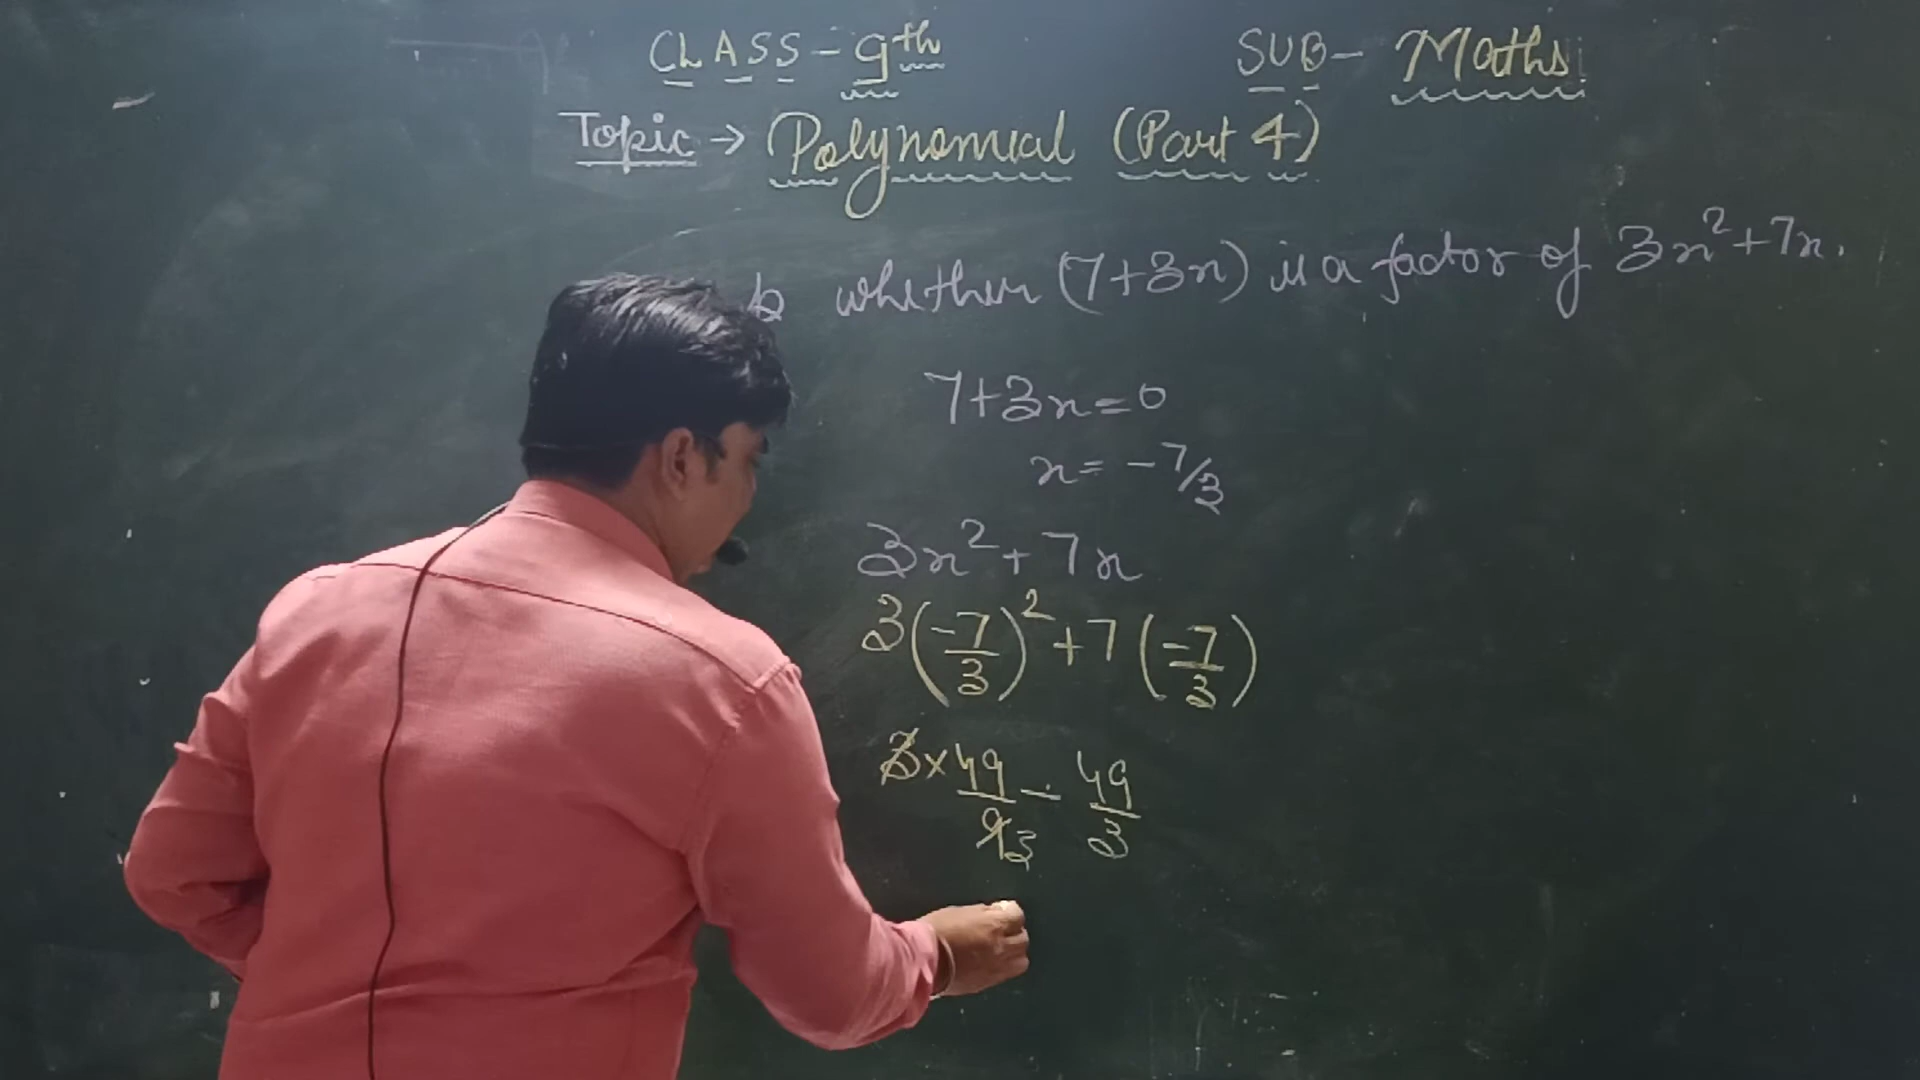 CLASS - 9th SUB - Maths
Topic → Polynomial (Part 4)
whether (7+3x) is a factor of 3x²+7x.
7+3x=0
x = -7/3
3x²+7x
3(-7/3)²+7(-7/3)
3×49/9 3 - 49/3